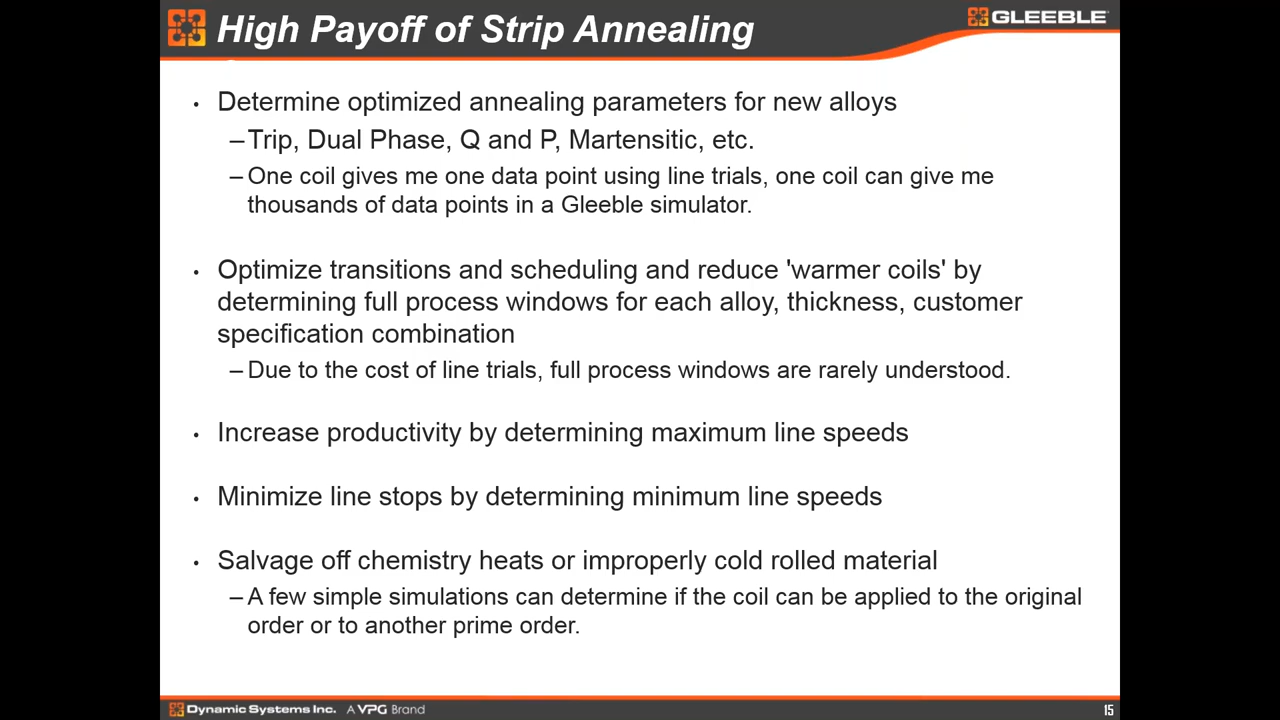 High Payoff of Strip Annealing
GLEEBLE
• Determine optimized annealing parameters for new alloys
–Trip, Dual Phase, Q and P, Martensitic, etc.
–One coil gives me one data point using line trials, one coil can give me
thousands of data points in a Gleeble simulator.
• Optimize transitions and scheduling and reduce 'warmer coils' by
determining full process windows for each alloy, thickness, customer
specification combination
–Due to the cost of line trials, full process windows are rarely understood.
• Increase productivity by determining maximum line speeds
• Minimize line stops by determining minimum line speeds
• Salvage off chemistry heats or improperly cold rolled material
–A few simple simulations can determine if the coil can be applied to the original
order or to another prime order.
Dynamic Systems Inc. A VPG Brand
15